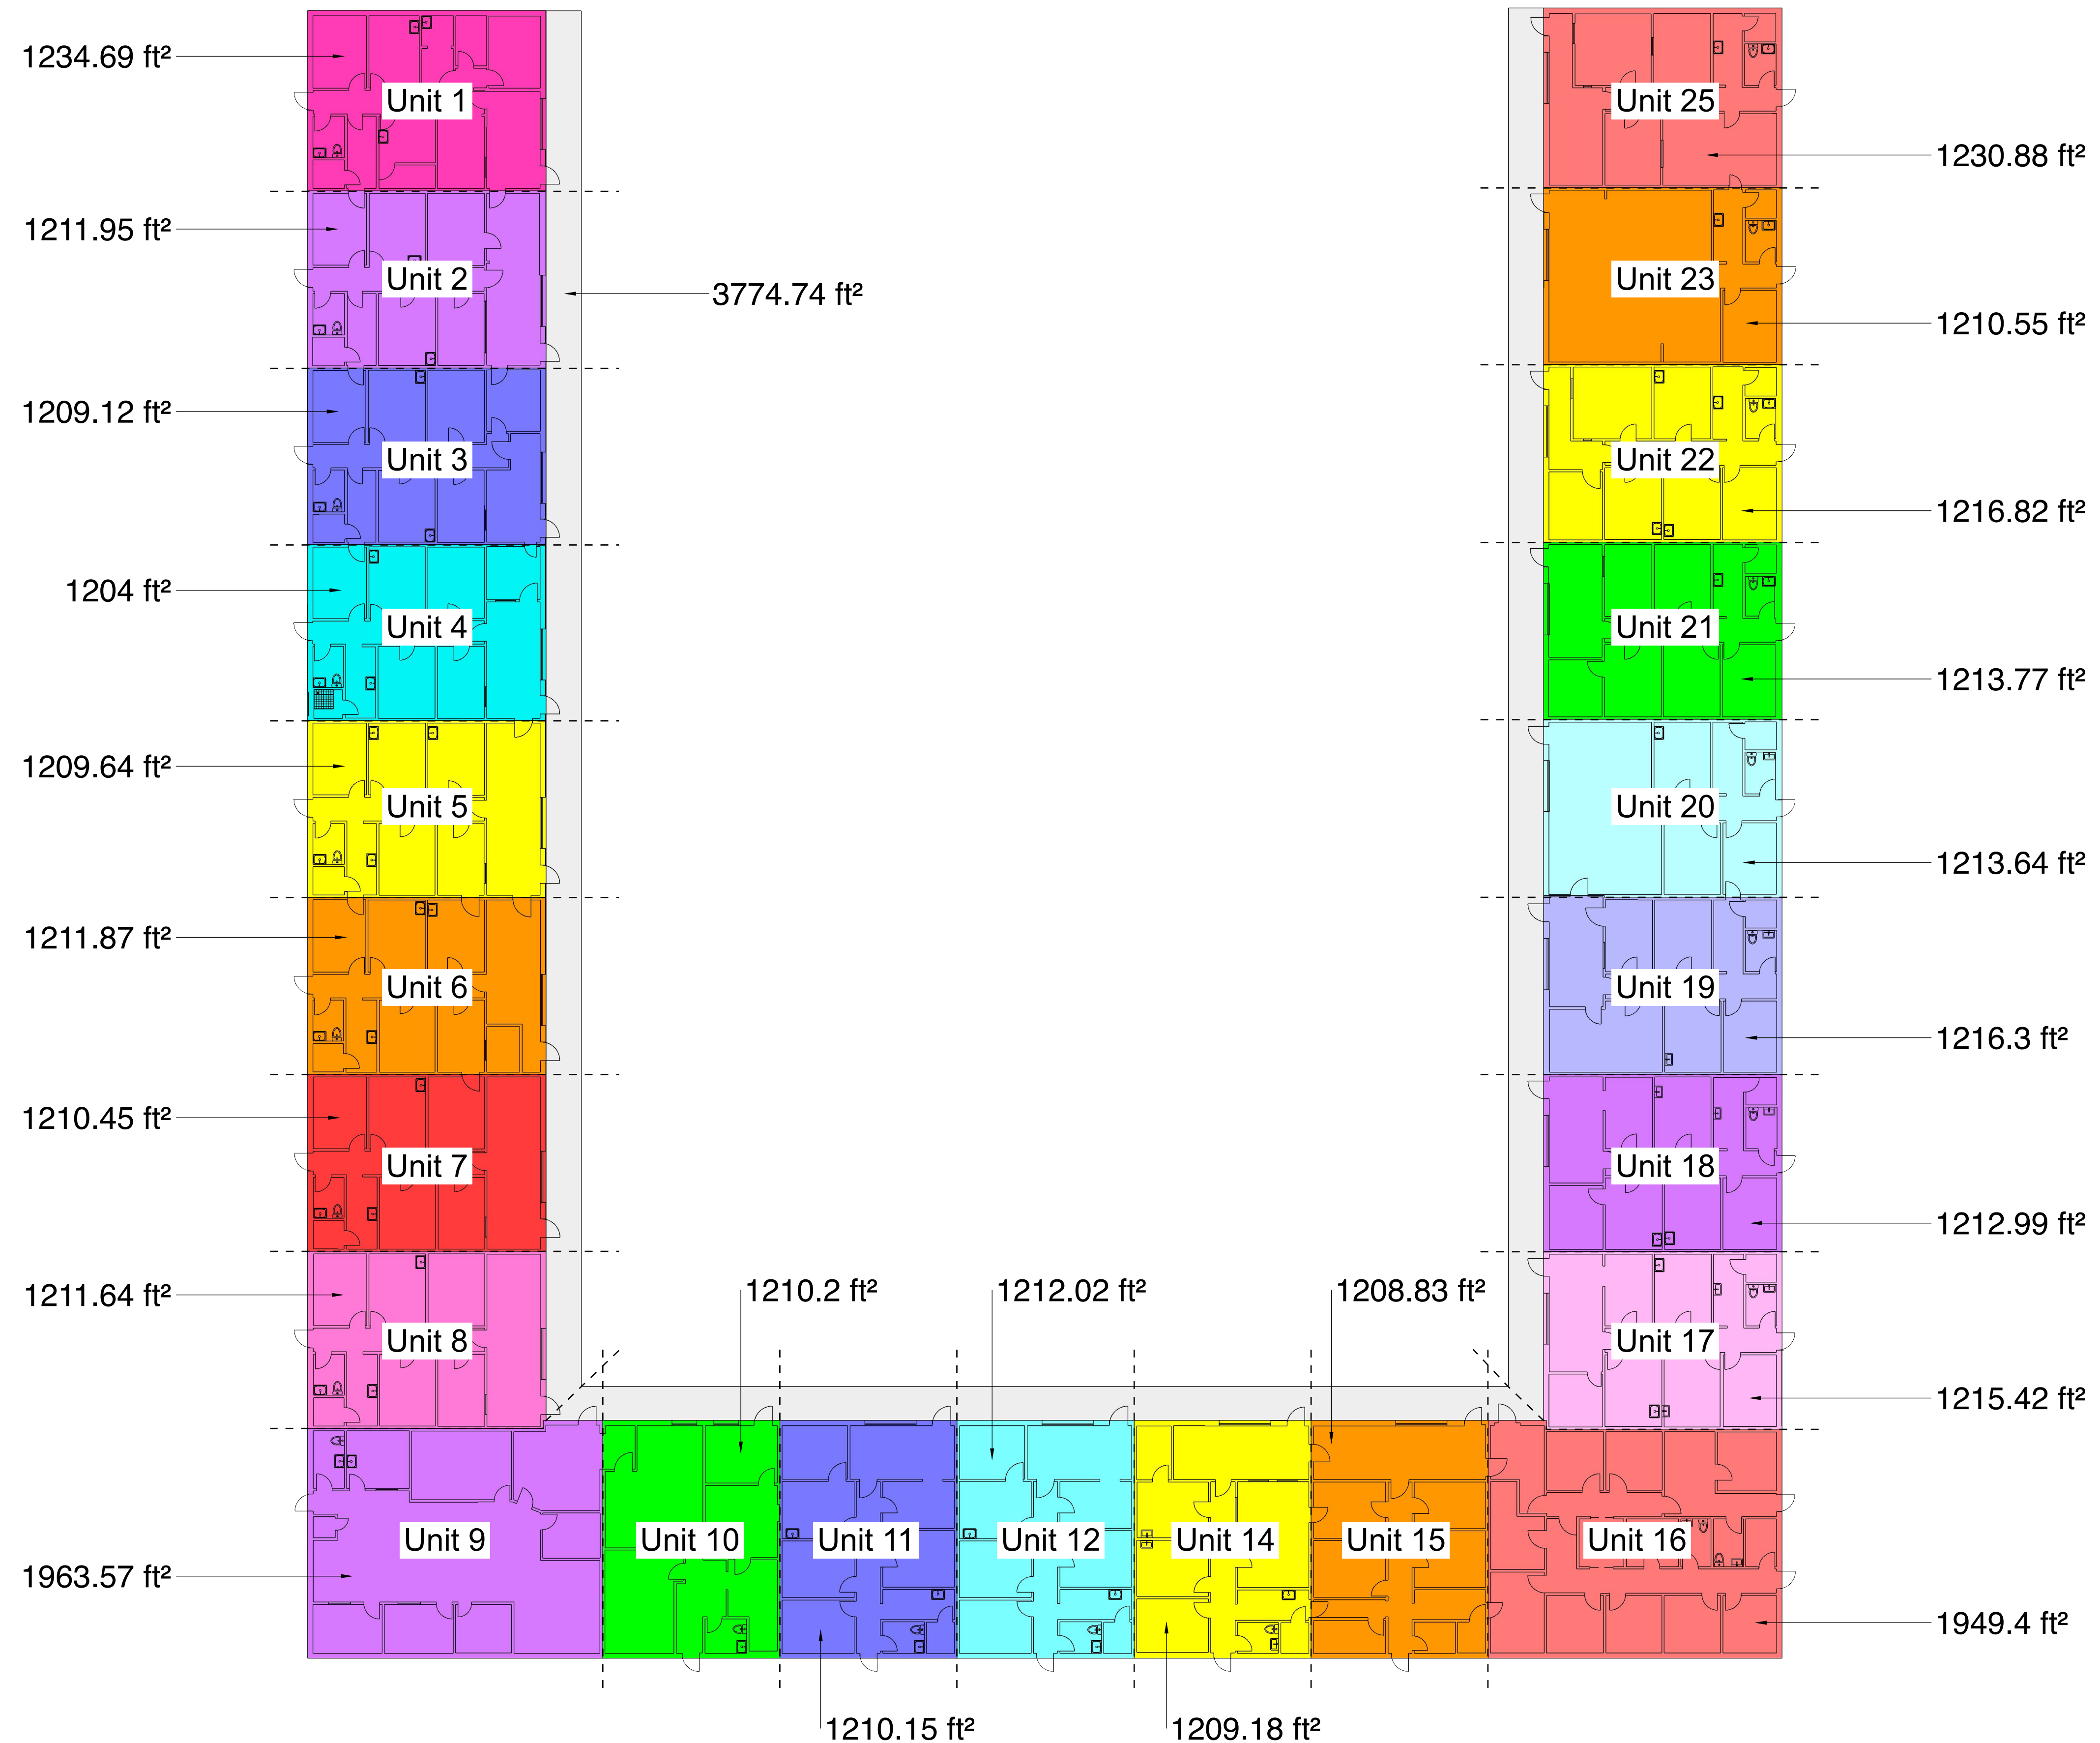 1234.69 ft²
Unit 1
Unit 25
1230.88 ft²
1211.95 ft²
Unit 2
3774.74 ft²
Unit 23
1210.55 ft²
1209.12 ft²
Unit 3
Unit 22
1216.82 ft²
1204 ft²
Unit 4
Unit 21
1213.77 ft²
1209.64 ft²
Unit 5
Unit 20
1213.64 ft²
1211.87 ft²
Unit 6
Unit 19
1216.3 ft²
1210.45 ft²
Unit 7
Unit 18
1212.99 ft²
1211.64 ft²
1210.2 ft²
1212.02 ft²
1208.83 ft²
Unit 8
Unit 17
1215.42 ft²
Unit 9
Unit 10
Unit 11
Unit 12
Unit 14
Unit 15
Unit 16
1963.57 ft²
1949.4 ft²
1210.15 ft²
1209.18 ft²